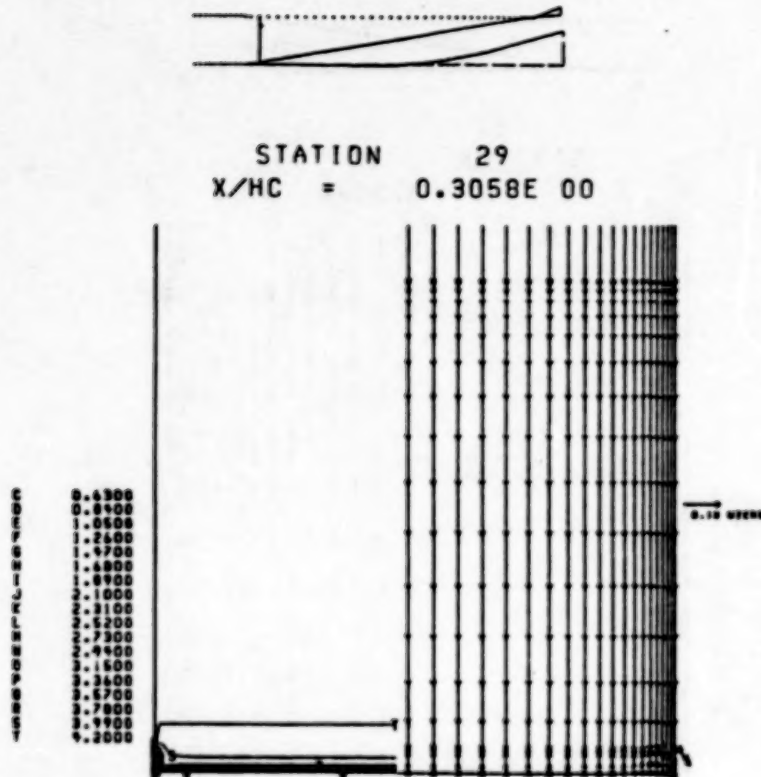 STATION 29
X/HC = 0.3058E 00
C 0.6300
D 0.8400
E 1.0500
F 1.2600
G 1.4700
H 1.6800
I 1.8900
J 2.1000
K 2.3100
L 2.5200
M 2.7300
N 2.9400
O 3.1500
P 3.3600
Q 3.5700
R 3.7800
S 3.9900
T 4.2000
0.10